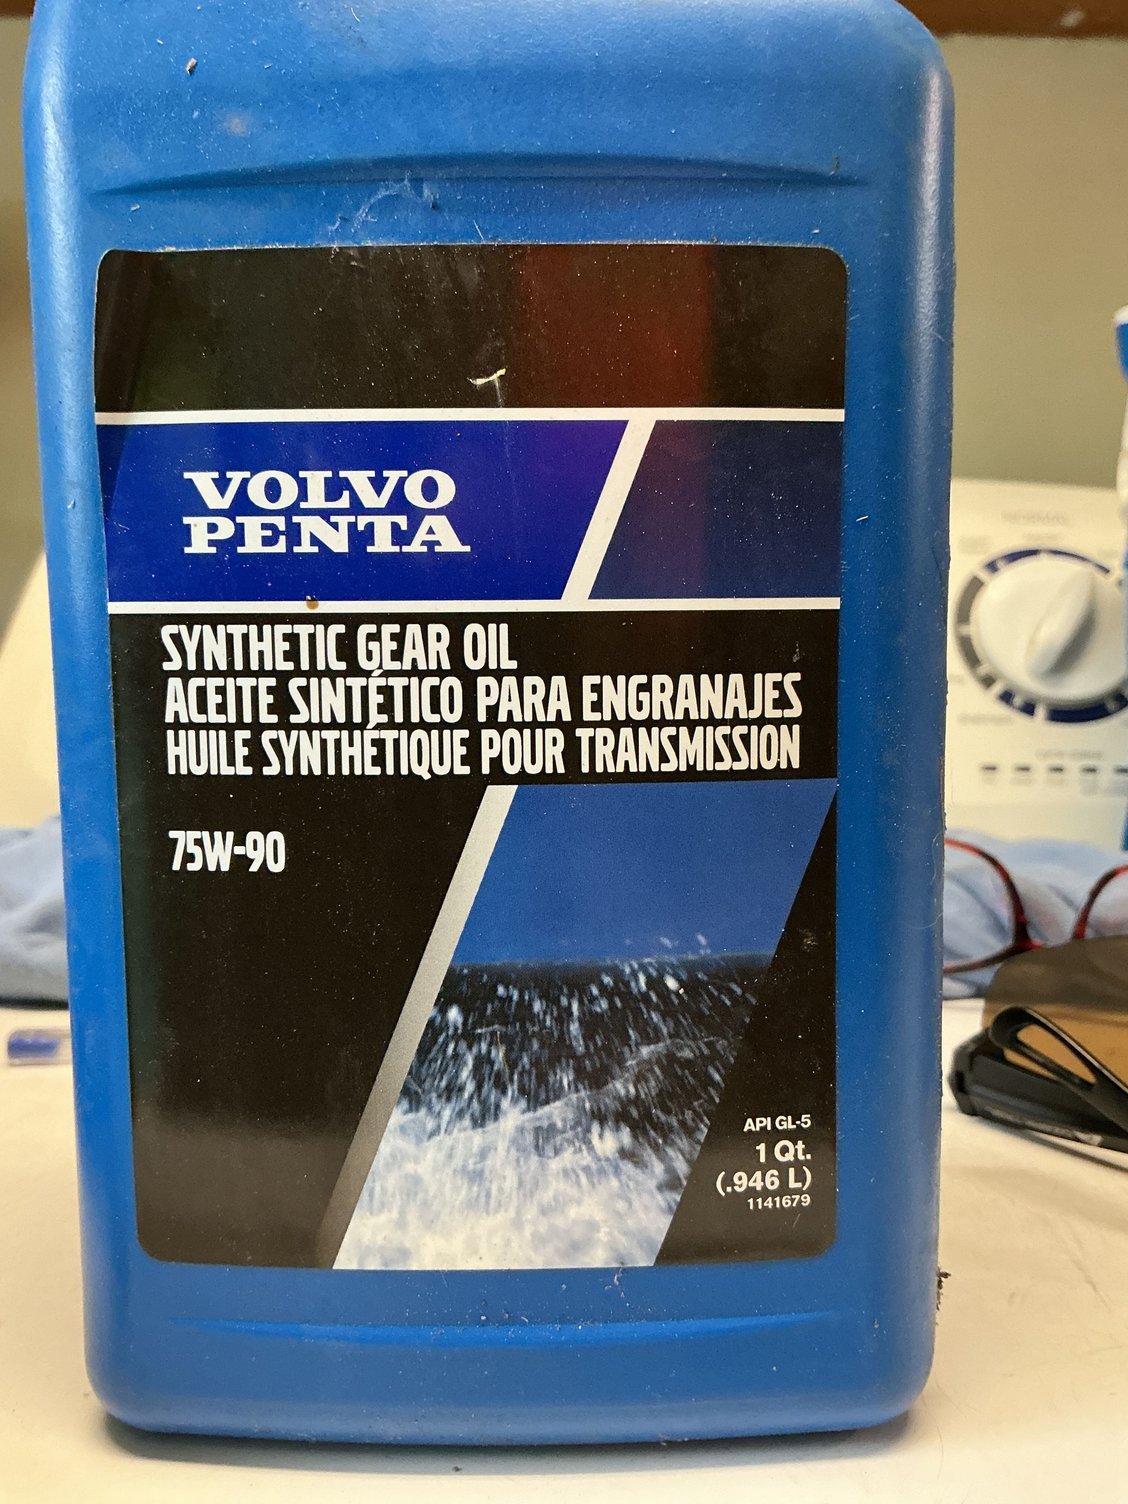 VOLVO
PENTA
SYNTHETIC GEAR OIL
ACEITE SINTÉTICO PARA ENGRANAJES
HUILE SYNTHÉTIQUE POUR TRANSMISSION
75W-90
API GL-5
1 Qt.
(.946 L)
1141679
NORMAL